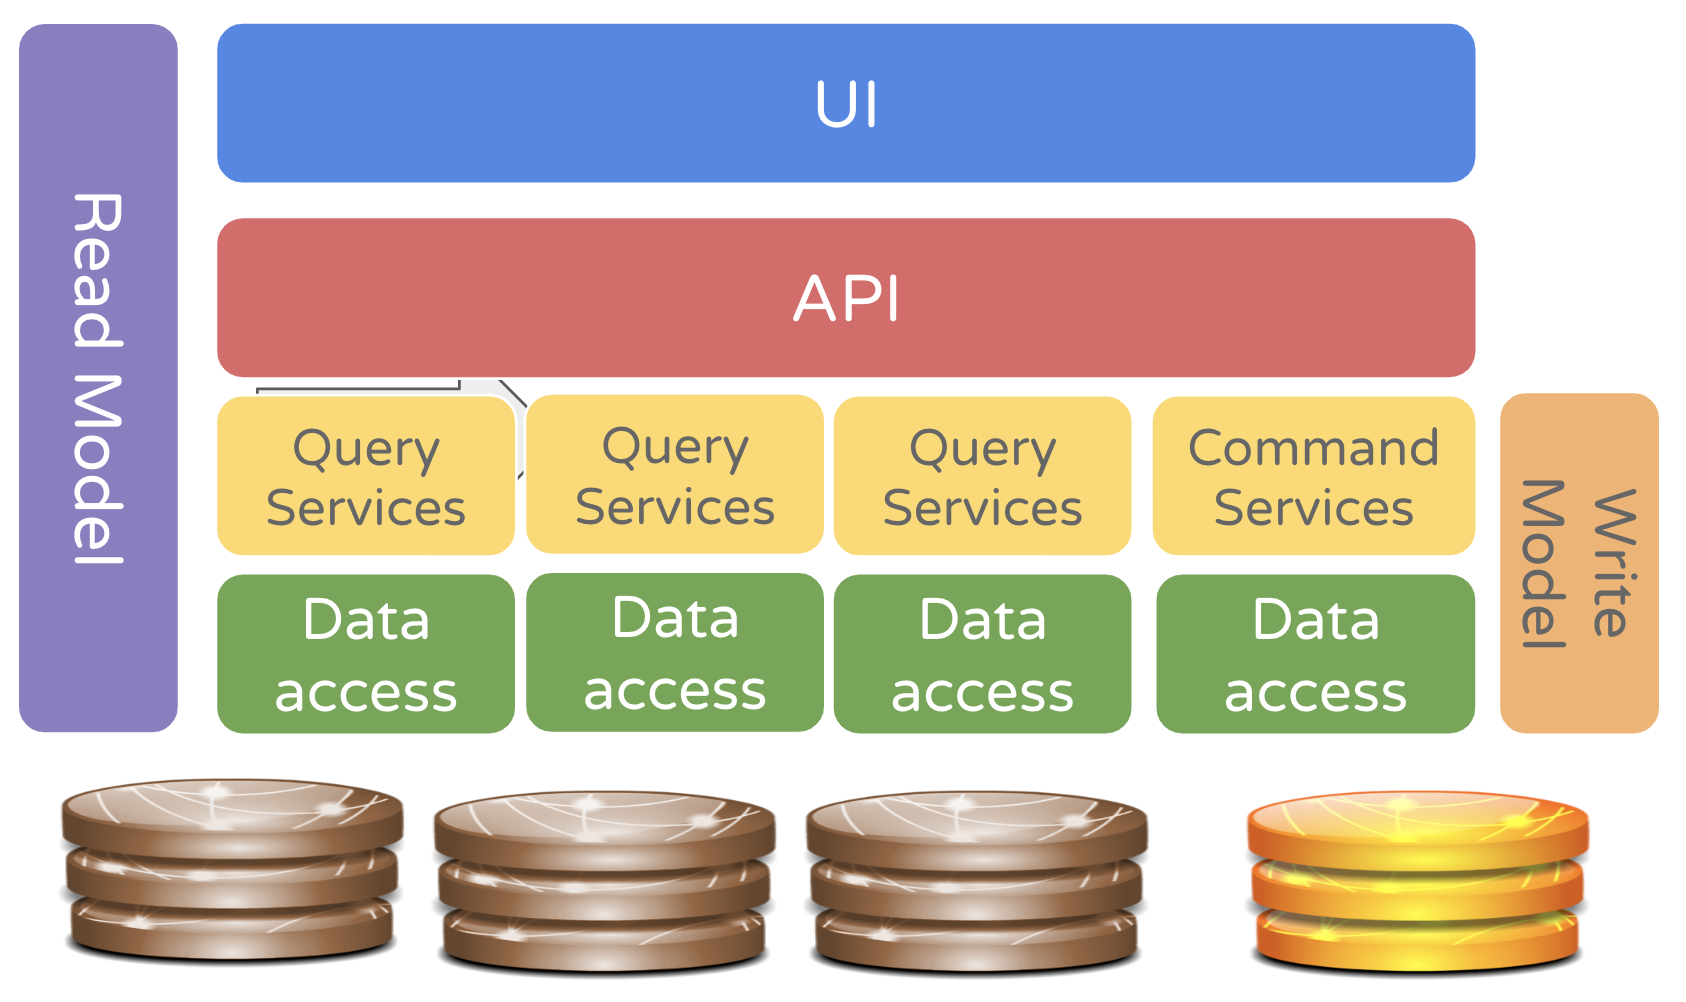 Read Model
UI
API
Query
Services
Query
Services
Query
Services
Command
Services
Write
Model
Data
access
Data
access
Data
access
Data
access